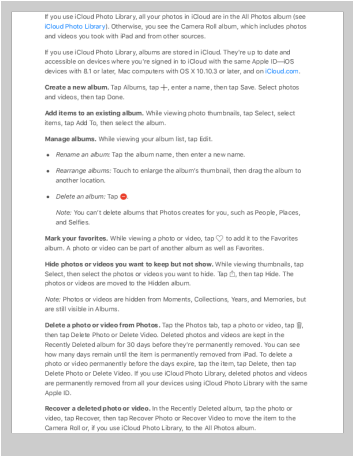 If you use iCloud Photo Library, all your photos in iCloud are in the All Photos album (see
iCloud Photo Library). Otherwise, you see the Camera Roll album, which includes photos
and videos you took with iPad and from other sources.
If you use iCloud Photo Library, albums are stored in iCloud. They're up to date and
accessible on devices where you're signed in to iCloud with the same Apple ID—iOS
devices with 8.1 or later, Mac computers with OS X 10.10.3 or later, and on iCloud.com.
Create a new album. Tap Albums, tap +, enter a name, then tap Save. Select photos
and videos, then tap Done.
Add items to an existing album. While viewing photo thumbnails, tap Select, select
items, tap Add To, then select the album.
Manage albums. While viewing your album list, tap Edit.
• Rename an album: Tap the album name, then enter a new name.
• Rearrange albums: Touch to enlarge the album's thumbnail, then drag the album to
another location.
• Delete an album: Tap ⛔.
Note: You can't delete albums that Photos creates for you, such as People, Places,
and Selfies.
Mark your favorites. While viewing a photo or video, tap ♡ to add it to the Favorites
album. A photo or video can be part of another album as well as Favorites.
Hide photos or videos you want to keep but not show. While viewing thumbnails, tap
Select, then select the photos or videos you want to hide. Tap , then tap Hide. The
photos or videos are moved to the Hidden album.
Note: Photos or videos are hidden from Moments, Collections, Years, and Memories, but
are still visible in Albums.
Delete a photo or video from Photos. Tap the Photos tab, tap a photo or video, tap 🗑,
then tap Delete Photo or Delete Video. Deleted photos and videos are kept in the
Recently Deleted album for 30 days before they're permanently removed. You can see
how many days remain until the item is permanently removed from iPad. To delete a
photo or video permanently before the days expire, tap the item, tap Delete, then tap
Delete Photo or Delete Video. If you use iCloud Photo Library, deleted photos and videos
are permanently removed from all your devices using iCloud Photo Library with the same
Apple ID.
Recover a deleted photo or video. In the Recently Deleted album, tap the photo or
video, tap Recover, then tap Recover Photo or Recover Video to move the item to the
Camera Roll or, if you use iCloud Photo Library, to the All Photos album.